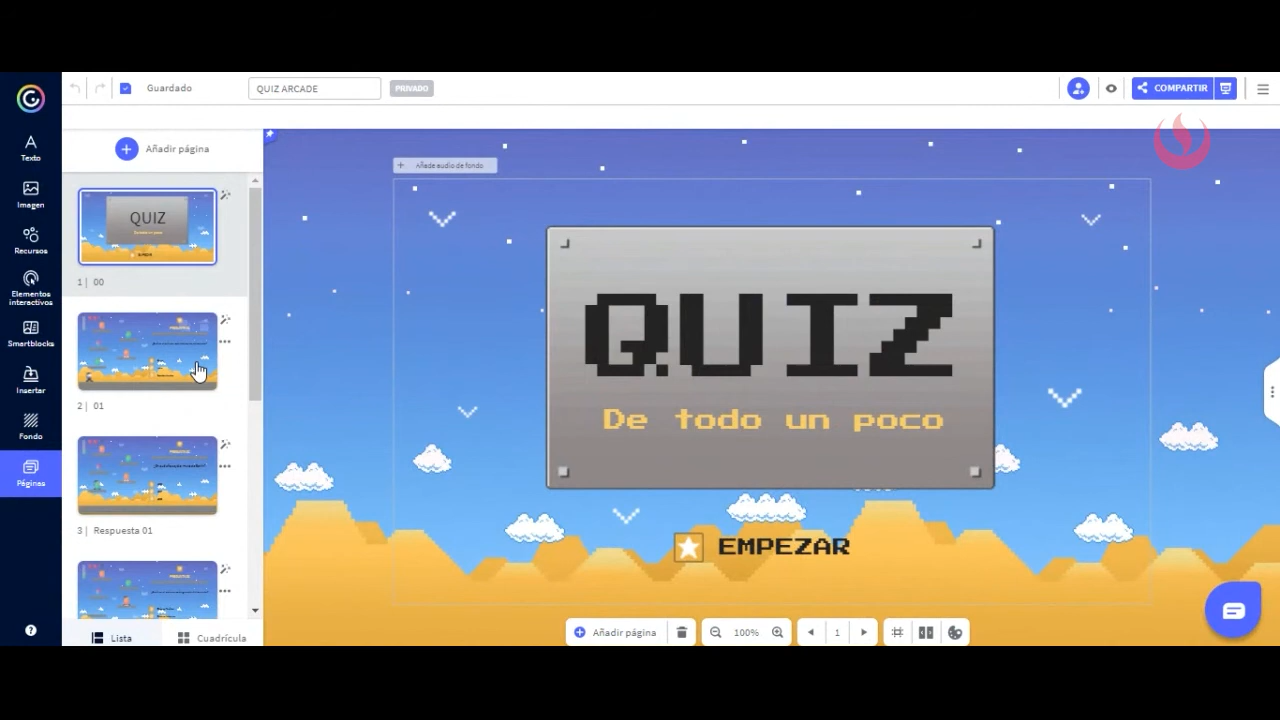 Guardado
QUIZ ARCADE
PRIVADO
COMPARTIR
Texto
Imagen
Recursos
Elementos
interactivos
Smartblocks
Insertar
Fondo
Páginas
Añadir página
QUIZ
1 | 00
2 | 01
3 | Respuesta 01
Lista
Cuadrícula
+ Añade audio de fondo
QUIZ
De todo un poco
EMPEZAR
Añadir página
100%
1